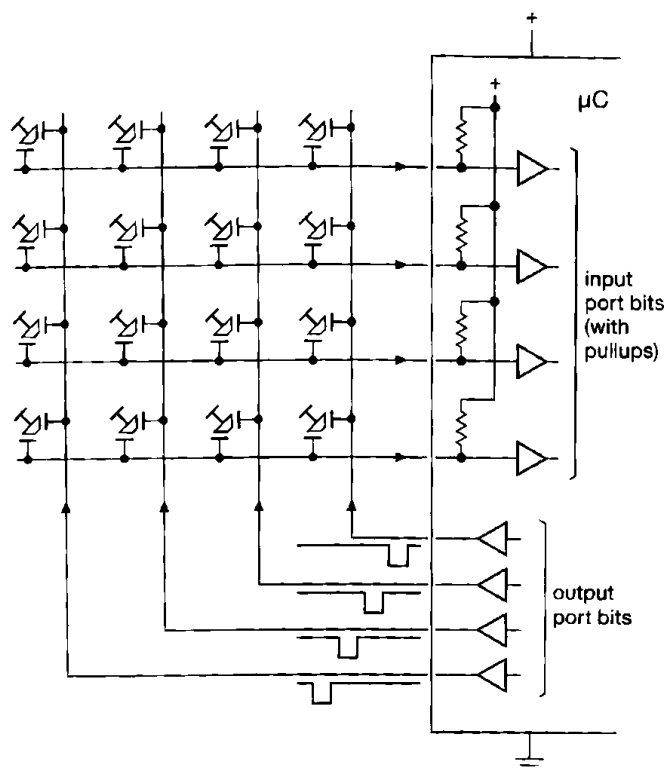 +
+
μC
input
port bits
(with
pullups)
output
port bits